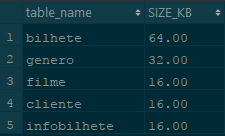 table_name SIZE_KB
1 bilhete 64.00
2 genero 32.00
3 filme 16.00
4 cliente 16.00
5 infobilhete 16.00